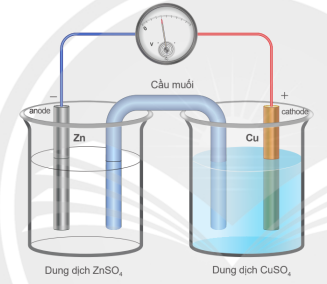 V
Cầu muối
−
+
anode
cathode
Zn
Cu
Dung dịch ZnSO₄
Dung dịch CuSO₄